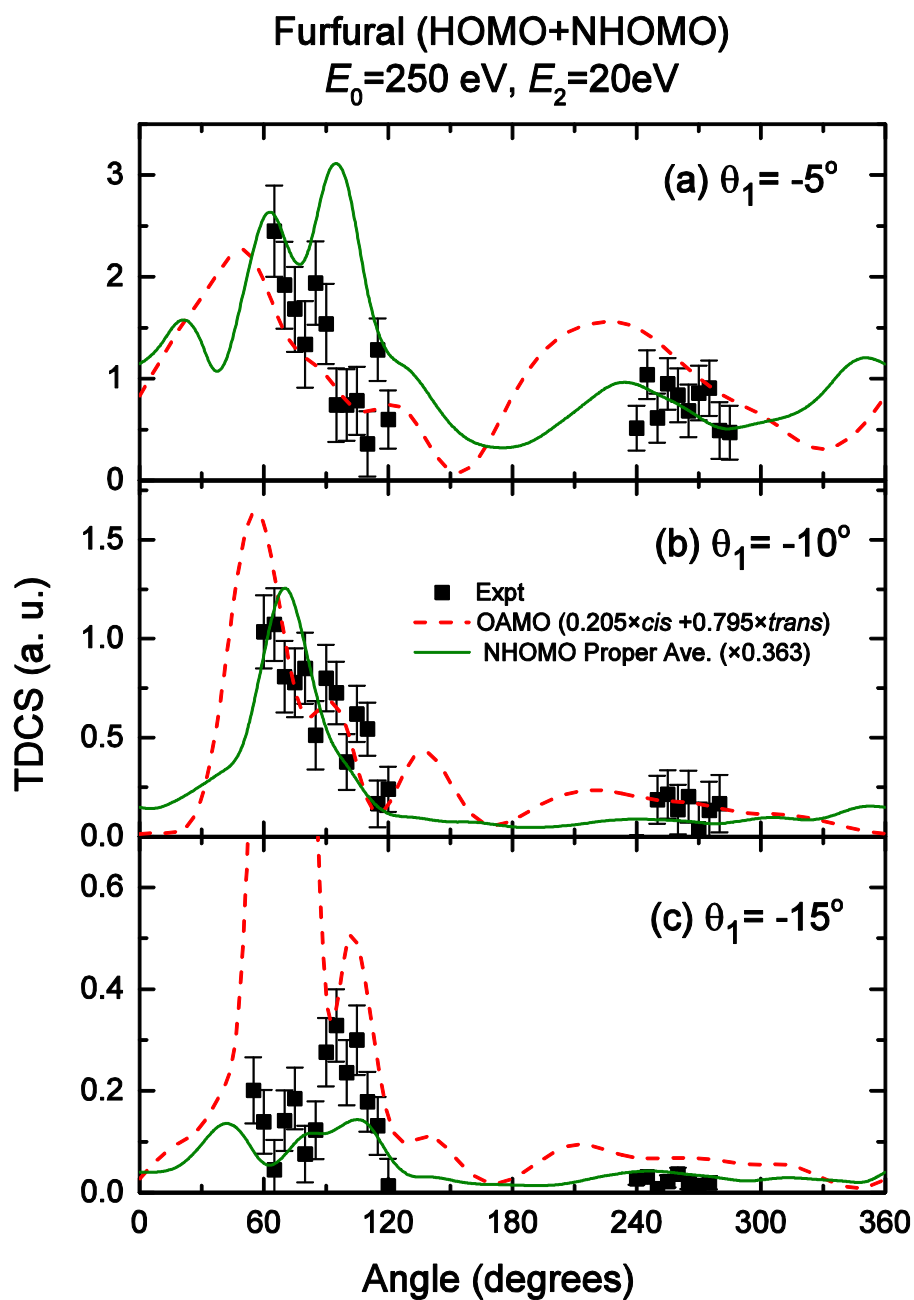 Furfural (HOMO+NHOMO)
E₀=250 eV, E₂=20eV
3
2
1
0
(a) θ₁= -5°
1.5
1.0
0.5
0.0
(b) θ₁= -10°
Expt
OAMO (0.205×cis +0.795×trans)
NHOMO Proper Ave. (×0.363)
TDCS (a. u.)
0.6
0.4
0.2
0.0
(c) θ₁= -15°
0 60 120 180 240 300 360
Angle (degrees)